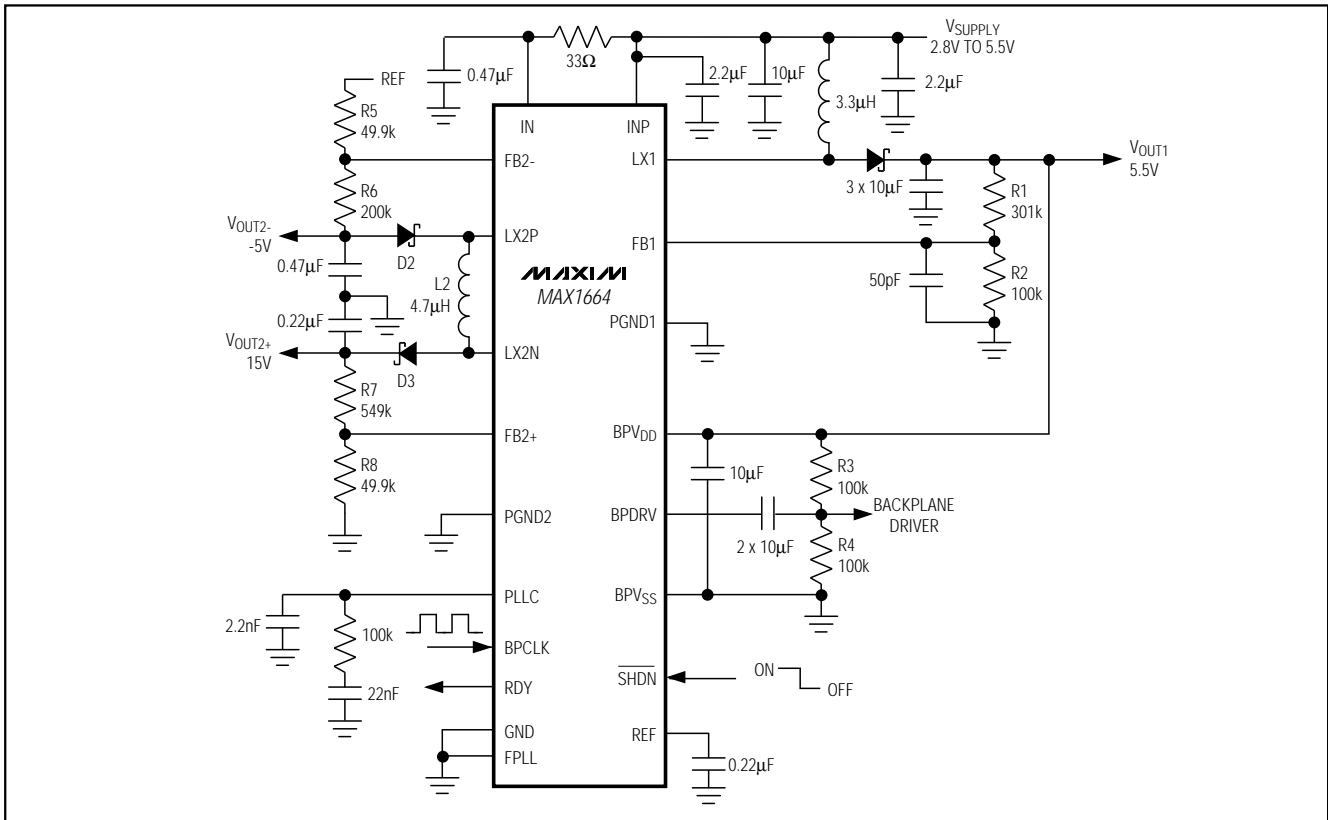 VSUPPLY
2.8V TO 5.5V
0.47µF
33Ω
2.2µF
10µF
3.3µH
2.2µF
REF
R5
49.9k
IN
INP
FB2-
LX1
VOUT1
5.5V
3 x 10µF
R1
301k
R6
200k
VOUT2-
-5V
D2
LX2P
FB1
0.47µF
L2
4.7µH
MAXIM
MAX1664
50pF
R2
100k
0.22µF
PGND1
VOUT2+
15V
D3
LX2N
R7
549k
FB2+
BPVDD
R8
49.9k
10µF
R3
100k
PGND2
BPDRV
BACKPLANE
DRIVER
2 x 10µF
R4
100k
PLLC
BPVSS
2.2nF
100k
BPCLK
SHDN
ON
OFF
22nF
RDY
GND
REF
FPLL
0.22µF